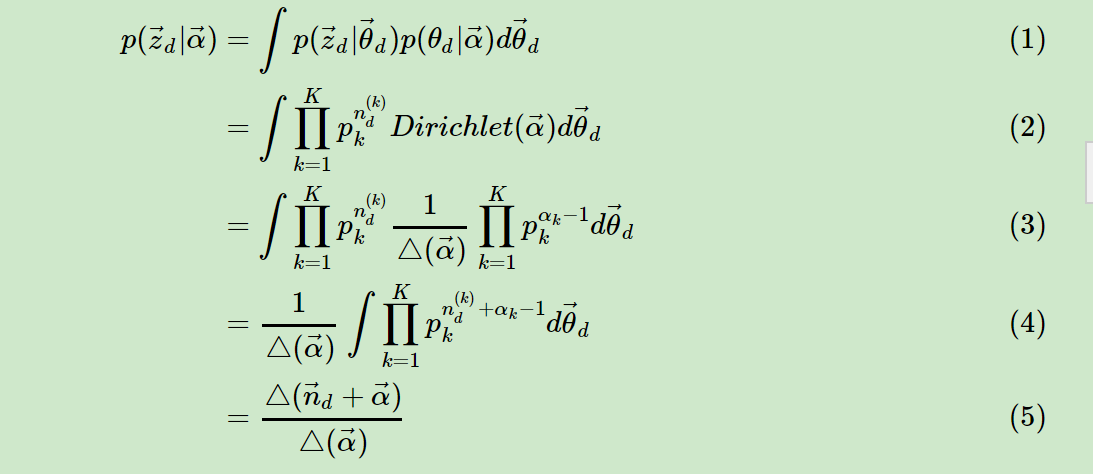 p(\vec{z}_d|\vec{\alpha}) = \int p(\vec{z}_d|\vec{\theta}_d)p(\theta_d|\vec{\alpha})d\vec{\theta}_d (1)
= \int \prod_{k=1}^{K} p_k^{n_d^{(k)}} Dirichlet(\vec{\alpha})d\vec{\theta}_d (2)
= \int \prod_{k=1}^{K} p_k^{n_d^{(k)}} \frac{1}{\triangle(\vec{\alpha})} \prod_{k=1}^{K} p_k^{\alpha_k-1}d\vec{\theta}_d (3)
= \frac{1}{\triangle(\vec{\alpha})} \int \prod_{k=1}^{K} p_k^{n_d^{(k)}+\alpha_k-1}d\vec{\theta}_d (4)
= \frac{\triangle(\vec{n}_d+\vec{\alpha})}{\triangle(\vec{\alpha})} (5)